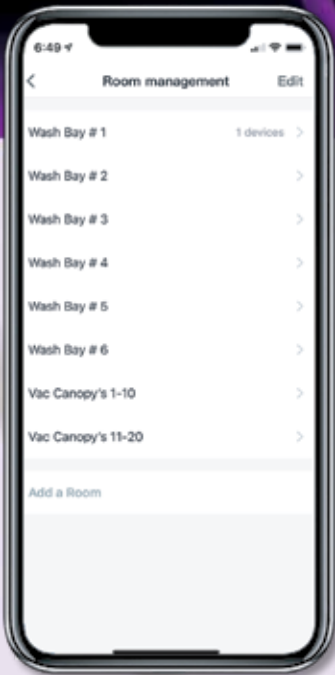 6:49
Room management Edit
Wash Bay # 1 1 devices
Wash Bay # 2
Wash Bay # 3
Wash Bay # 4
Wash Bay # 5
Wash Bay # 6
Vac Canopy's 1-10
Vac Canopy's 11-20
Add a Room